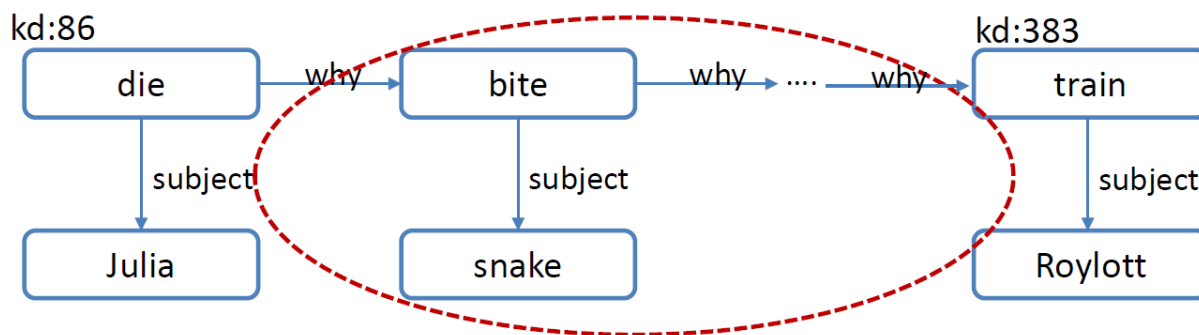 kd:86
kd:383
die
why
bite
why
....
why
train
subject
subject
subject
Julia
snake
Roylott